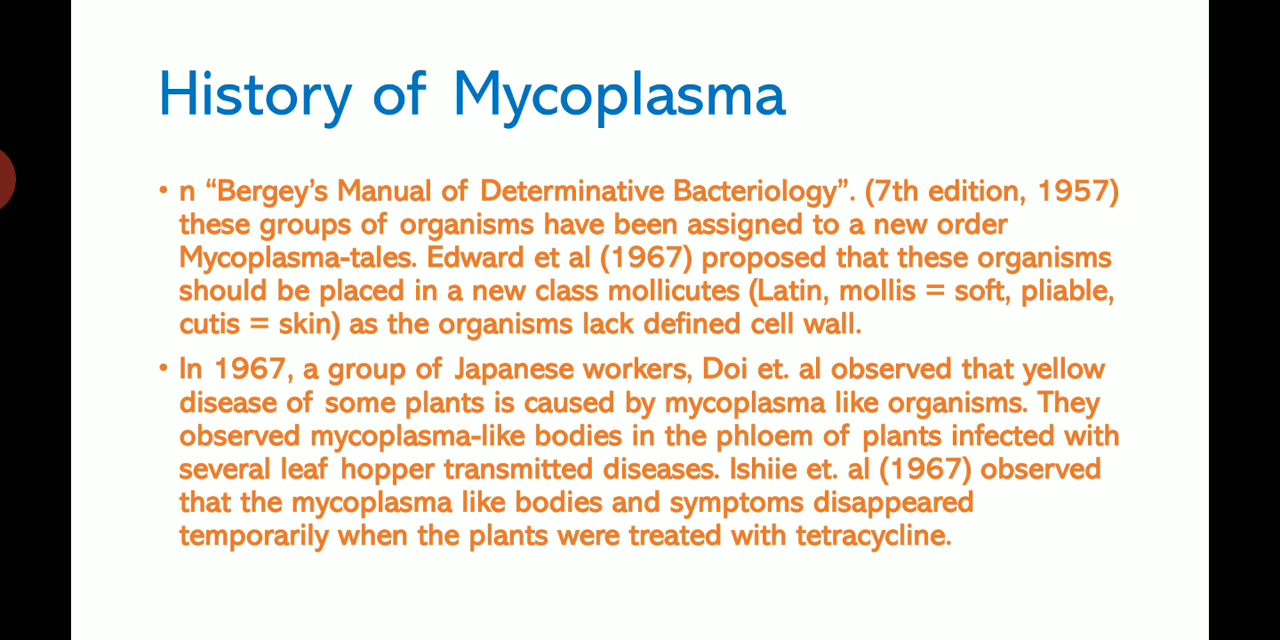 History of Mycoplasma
• n “Bergey’s Manual of Determinative Bacteriology”. (7th edition, 1957)
these groups of organisms have been assigned to a new order
Mycoplasma-tales. Edward et al (1967) proposed that these organisms
should be placed in a new class mollicutes (Latin, mollis = soft, pliable,
cutis = skin) as the organisms lack defined cell wall.
• In 1967, a group of Japanese workers, Doi et. al observed that yellow
disease of some plants is caused by mycoplasma like organisms. They
observed mycoplasma-like bodies in the phloem of plants infected with
several leaf hopper transmitted diseases. Ishiie et. al (1967) observed
that the mycoplasma like bodies and symptoms disappeared
temporarily when the plants were treated with tetracycline.